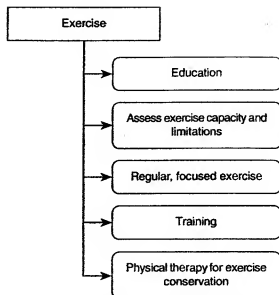 Exercise
Education
Assess exercise capacity and
limitations
Regular, focused exercise
Training
Physical therapy for exercise
conservation